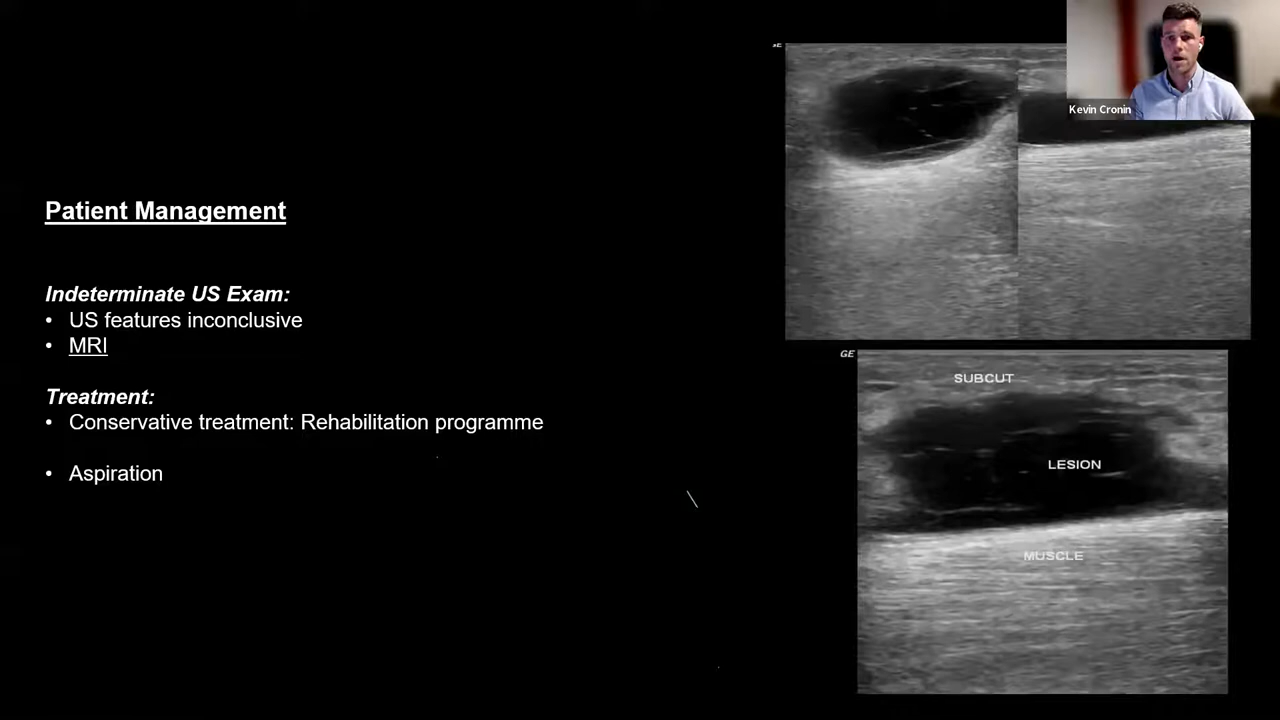 Patient Management
Indeterminate US Exam:
• US features inconclusive
• MRI
Treatment:
• Conservative treatment: Rehabilitation programme
• Aspiration
Kevin Cronin
GE
SUBCUT
LESION
MUSCLE